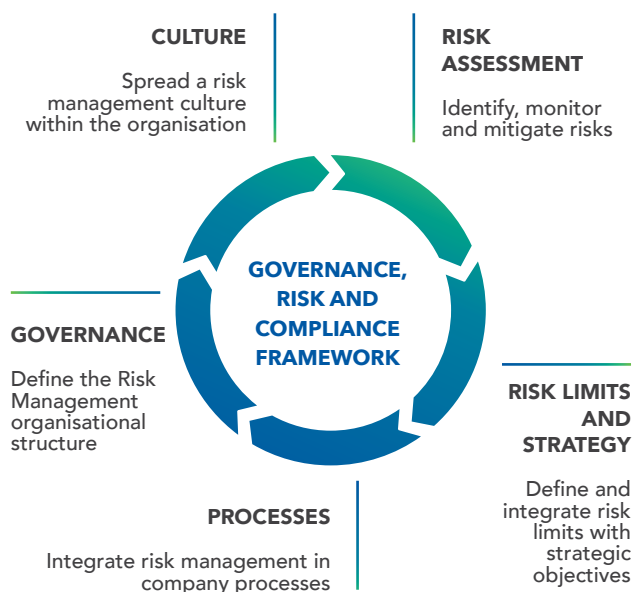 CULTURE
Spread a risk
management culture
within the organisation
RISK
ASSESSMENT
Identify, monitor
and mitigate risks
GOVERNANCE,
RISK AND
COMPLIANCE
FRAMEWORK
GOVERNANCE
Define the Risk
Management
organisational
structure
RISK LIMITS
AND
STRATEGY
Define and
integrate risk
limits with
strategic
objectives
PROCESSES
Integrate risk management in
company processes